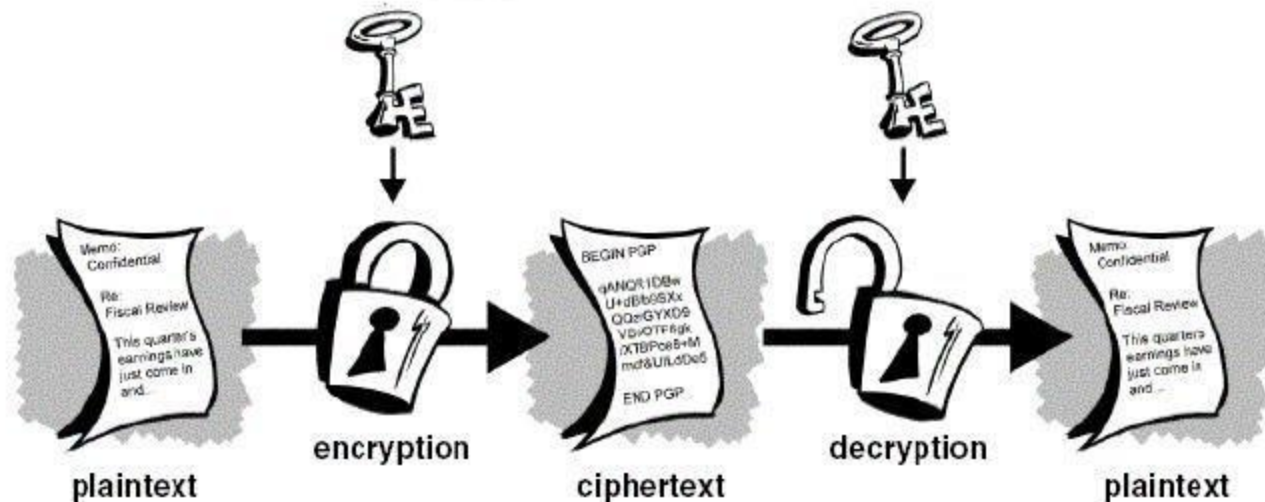 Memo:
Confidential
Re:
Fiscal Review
This quarter's
earnings have
just come in
and...
plaintext
encryption
BEGIN PGP
END PGP
ciphertext
decryption
Memo:
Confidential
Re:
Fiscal Review
This quarter's
earnings have
just come in
and...
plaintext